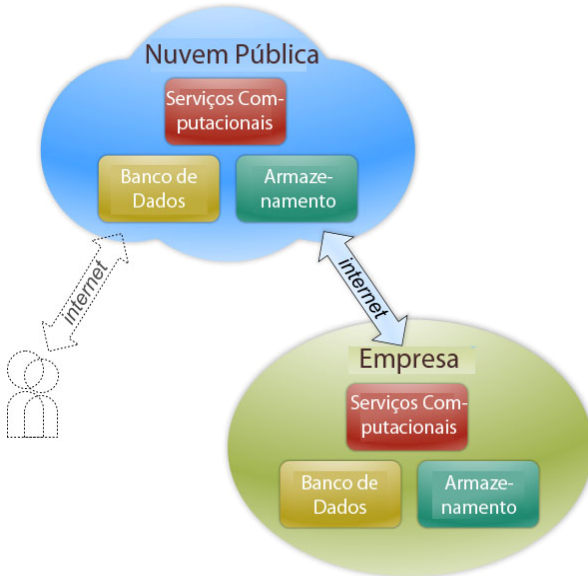 Nuvem Pública
Serviços Com-
putacionais
Banco de
Dados
Armaze-
namento
internet
internet
Empresa
Serviços Com-
putacionais
Banco de
Dados
Armaze-
namento